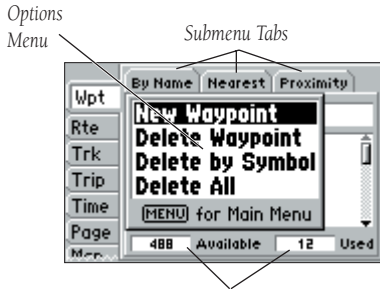 Options
Menu
Submenu Tabs
By Name Nearest Proximity
Wpt
Rte
Trk
Trip
Time
Page
New Waypoint
Delete Waypoint
Delete by Symbol
Delete All
MENU for Main Menu
488 Available 12 Used